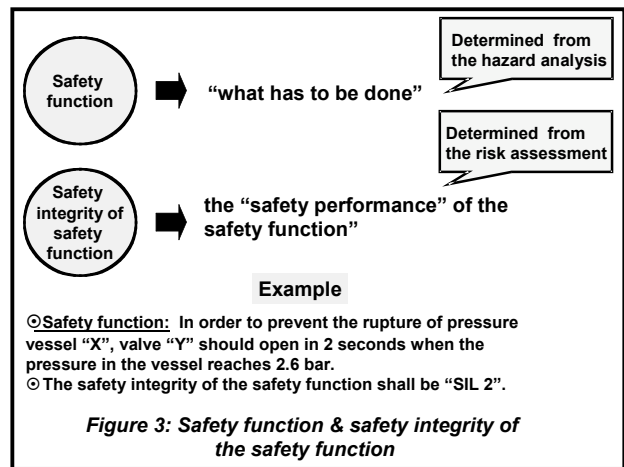 Safety
function
“what has to be done”
Determined from
the hazard analysis
Safety
integrity of
safety
function
the “safety performance” of the
safety function”
Determined from
the risk assessment
Example
⊙Safety function: In order to prevent the rupture of pressure
vessel “X”, valve “Y” should open in 2 seconds when the
pressure in the vessel reaches 2.6 bar.
⊙ The safety integrity of the safety function shall be “SIL 2”.
Figure 3: Safety function & safety integrity of
the safety function